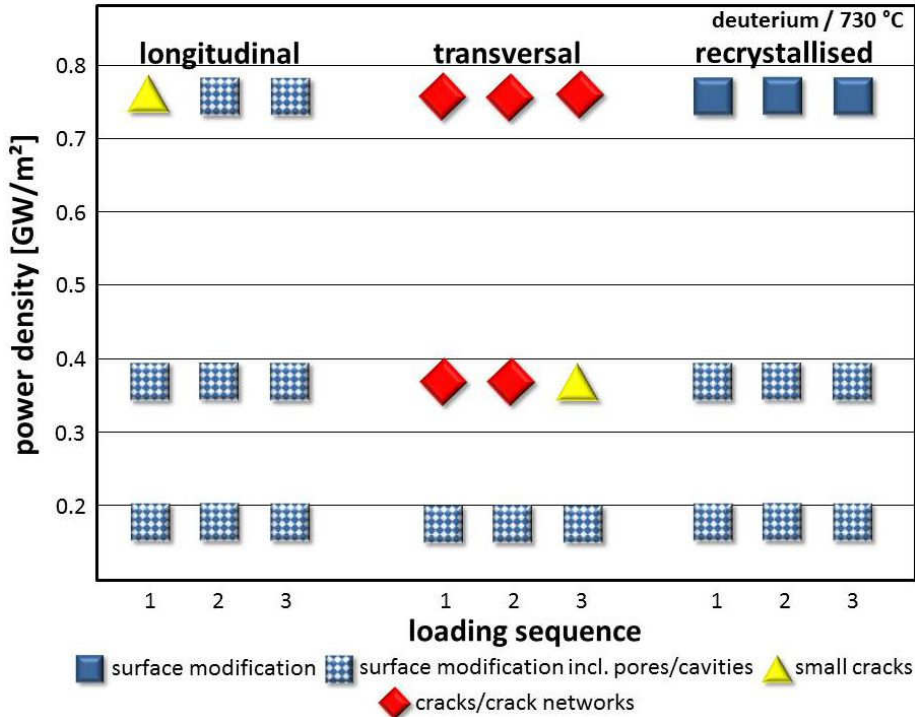 deuterium / 730 °C
longitudinal transversal recrystallised
power density [GW/m²]
0.8
0.7
0.6
0.5
0.4
0.3
0.2
1 2 3 1 2 3 1 2 3
loading sequence
surface modification surface modification incl. pores/cavities small cracks
cracks/crack networks